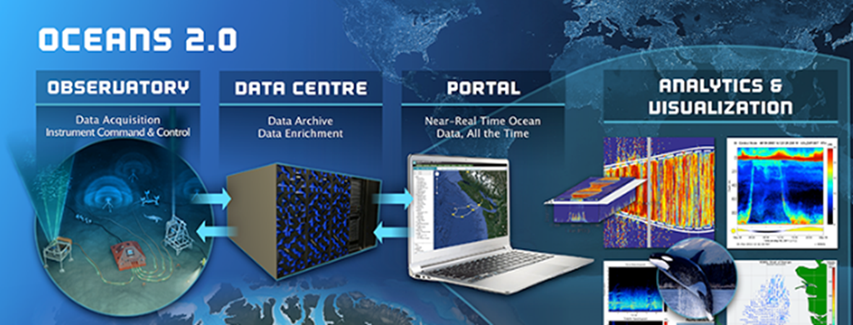 OCEANS 2.0
OBSERVATORY
Data Acquisition
Instrument Command & Control
DATA CENTRE
Data Archive
Data Enrichment
PORTAL
Near-Real Time Ocean
Data, All the Time
ANALYTICS &
VISUALIZATION